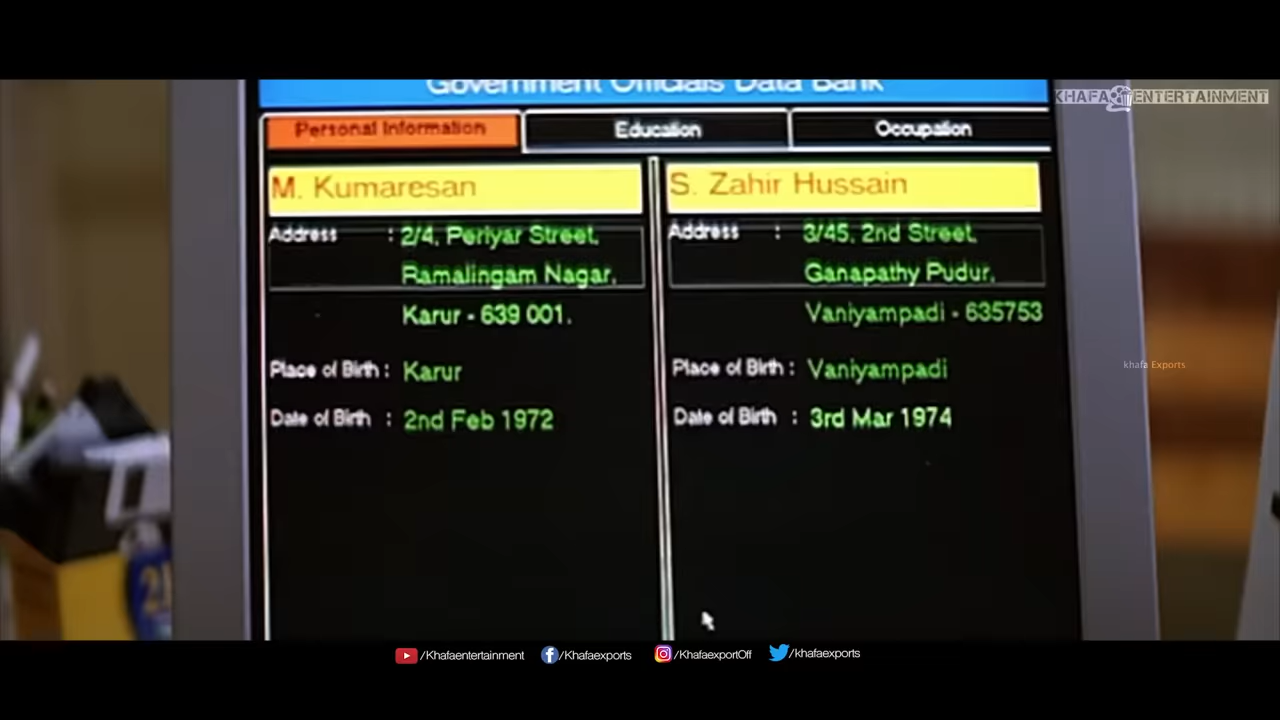 Government Officials Data Bank
KHAFA ENTERTAINMENT
Personal Information Education Occupation
M. Kumaresan
Address : 2/4, Periyar Street,
Ramalingam Nagar,
Karur - 639 001.
Place of Birth : Karur
Date of Birth : 2nd Feb 1972
S. Zahir Hussain
Address : 3/45, 2nd Street,
Ganapathy Pudur,
Vaniyampadi - 635753
Place of Birth : Vaniyampadi
Date of Birth : 3rd Mar 1974
khafa Exports
/Khafaentertainment /Khafaexports /KhafaexportOff /khafaexports